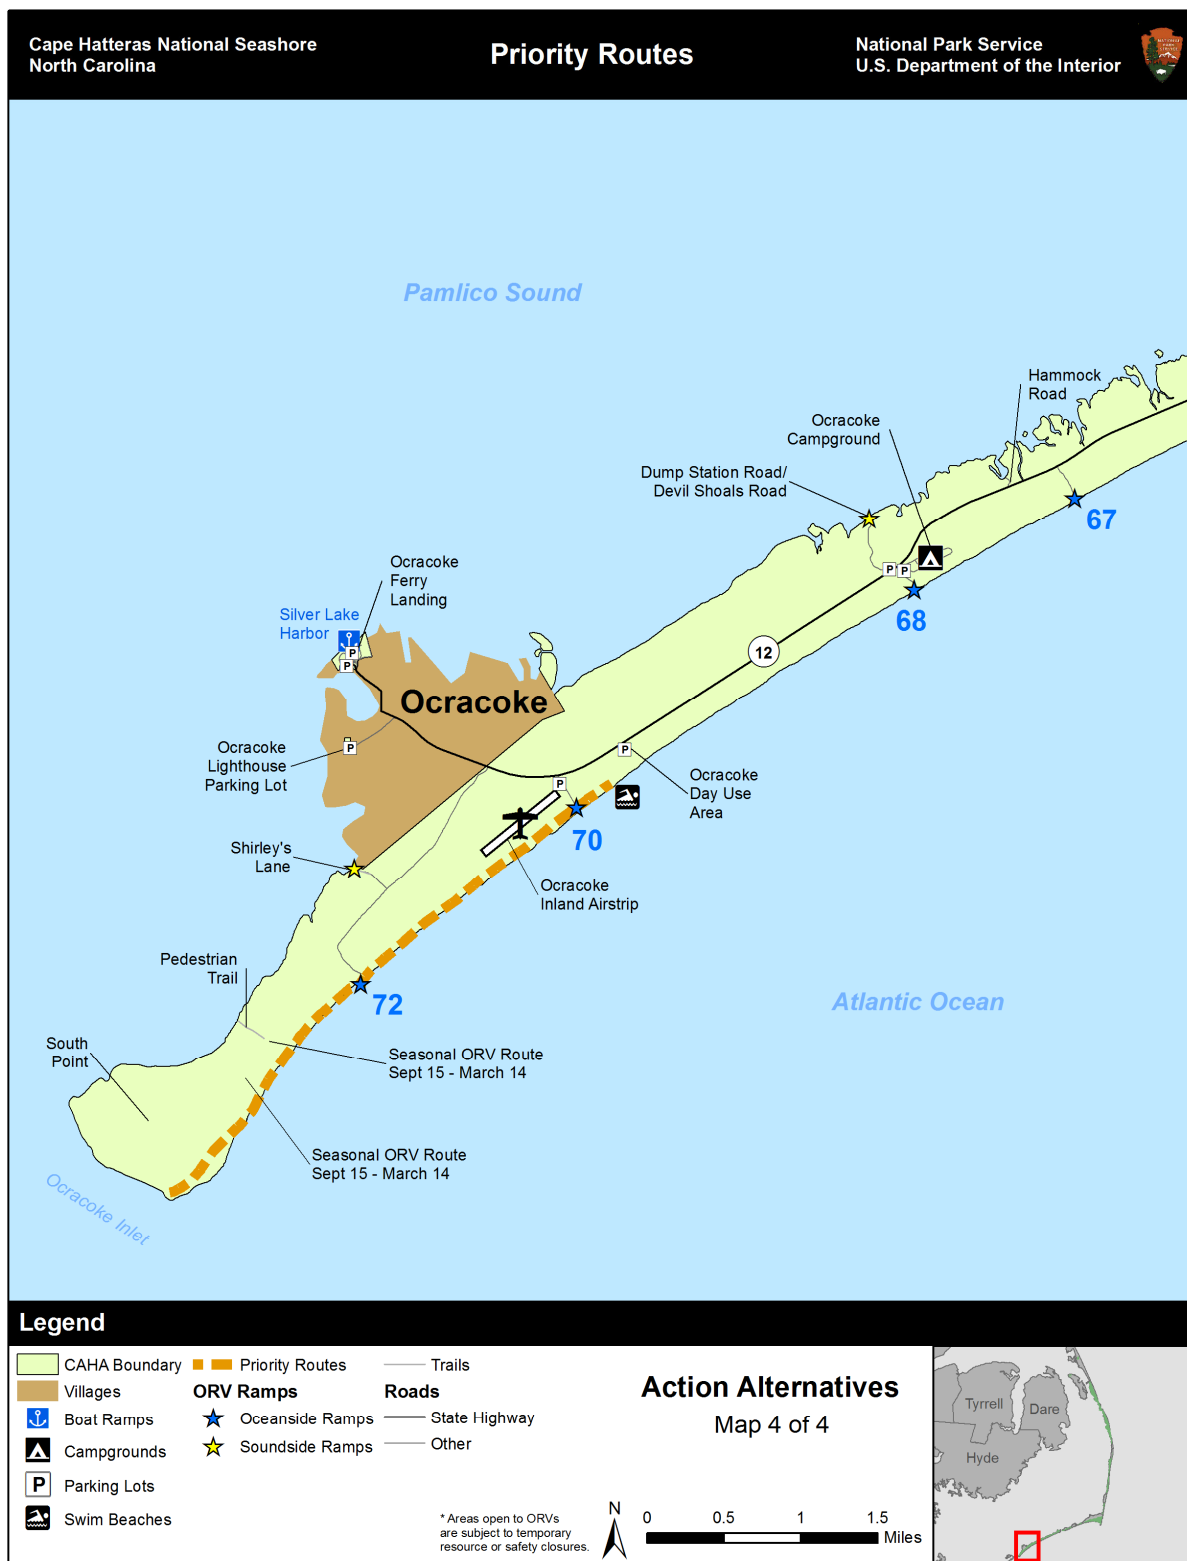 Cape Hatteras National Seashore
North Carolina
Priority Routes
National Park Service
U.S. Department of the Interior
Pamlico Sound
Hammock
Road
Ocracoke
Campground
Dump Station Road/
Devil Shoals Road
67
Ocracoke
Ferry
Landing
68
Silver Lake
Harbor
12
P
P
P
P
Ocracoke
P
Ocracoke
Lighthouse
Parking Lot
P
P
Ocracoke
Day Use
Area
70
Shirley's
Lane
Ocracoke
Inland Airstrip
Pedestrian
Trail
72
Atlantic Ocean
South
Point
Seasonal ORV Route
Sept 15 - March 14
Seasonal ORV Route
Sept 15 - March 14
Ocracoke Inlet
Legend
CAHA Boundary
Villages
Boat Ramps
Campgrounds
P Parking Lots
Swim Beaches
Priority Routes
ORV Ramps
Oceanside Ramps
Soundside Ramps
Trails
Roads
State Highway
Other
* Areas open to ORVs
are subject to temporary
resource or safety closures.
Action Alternatives
Map 4 of 4
N
0 0.5 1 1.5
Miles
Tyrrell
Dare
Hyde